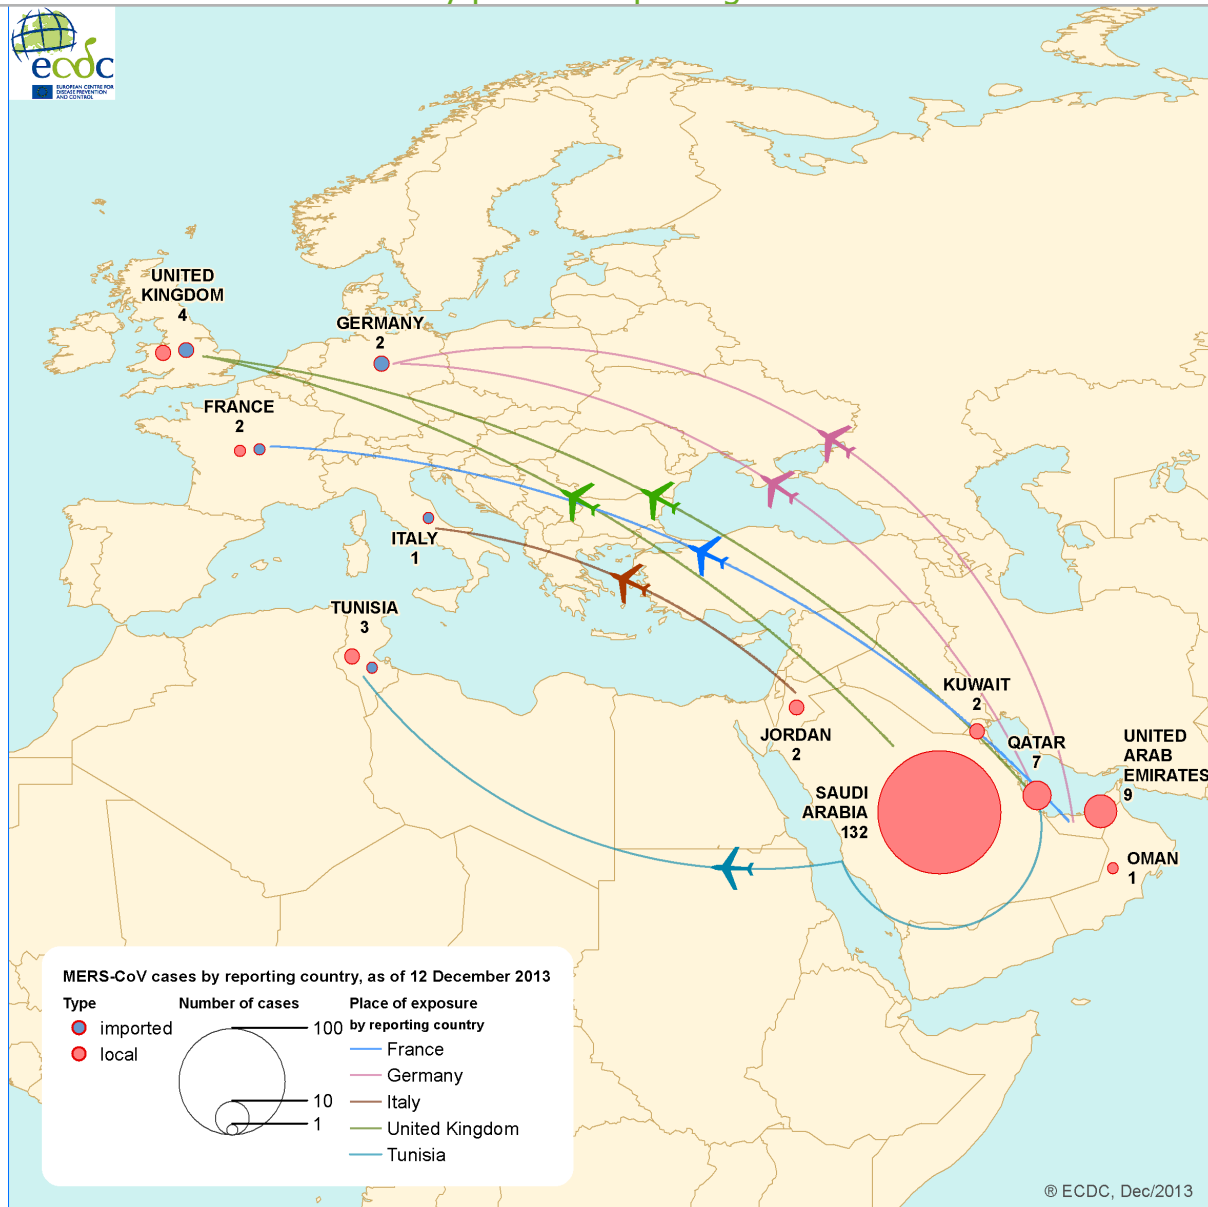 ecdc
EUROPEAN CENTRE FOR
DISEASE PREVENTION
AND CONTROL
UNITED
KINGDOM
4
GERMANY
2
FRANCE
2
ITALY
1
TUNISIA
3
KUWAIT
2
JORDAN
2
QATAR
7
UNITED
ARAB
EMIRATES
9
SAUDI
ARABIA
132
OMAN
1
MERS-CoV cases by reporting country, as of 12 December 2013
Type
imported
local
Number of cases
100
10
1
Place of exposure
by reporting country
France
Germany
Italy
United Kingdom
Tunisia
® ECDC, Dec/2013